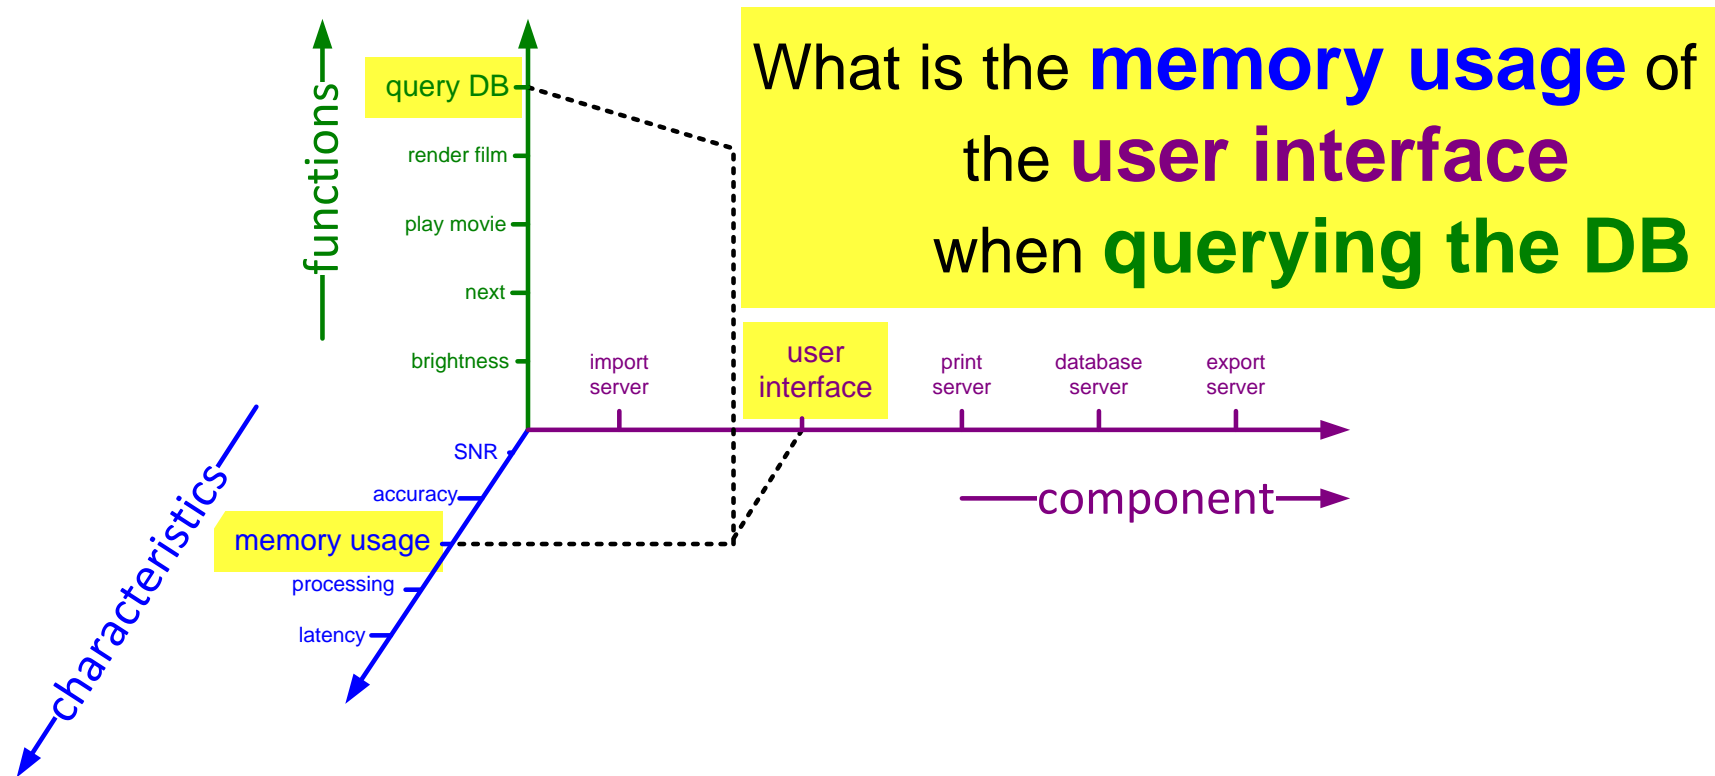 What is the memory usage of
the user interface
when querying the DB
functions
query DB
render film
play movie
next
brightness
import
server
user
interface
print
server
database
server
export
server
component
SNR
accuracy
memory usage
processing
latency
characteristics